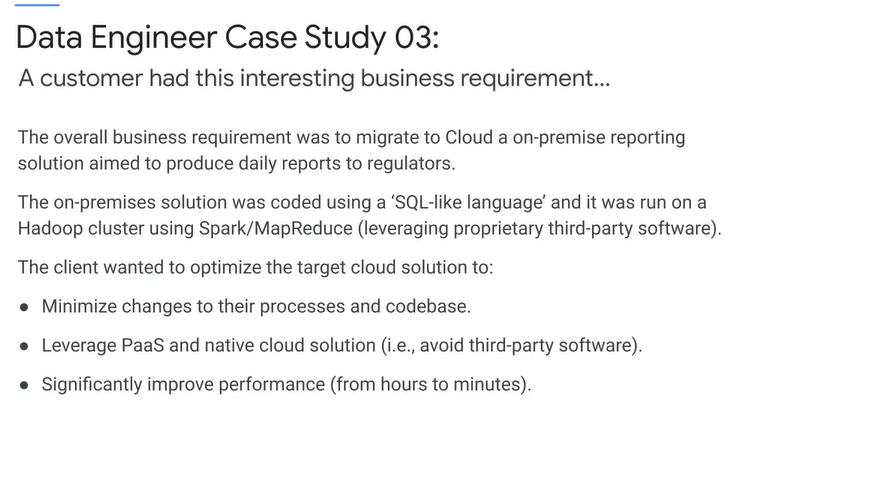 Data Engineer Case Study 03:
A customer had this interesting business requirement...
The overall business requirement was to migrate to Cloud a on-premise reporting
solution aimed to produce daily reports to regulators.
The on-premises solution was coded using a ‘SQL-like language’ and it was run on a
Hadoop cluster using Spark/MapReduce (leveraging proprietary third-party software).
The client wanted to optimize the target cloud solution to:
● Minimize changes to their processes and codebase.
● Leverage PaaS and native cloud solution (i.e., avoid third-party software).
● Significantly improve performance (from hours to minutes).